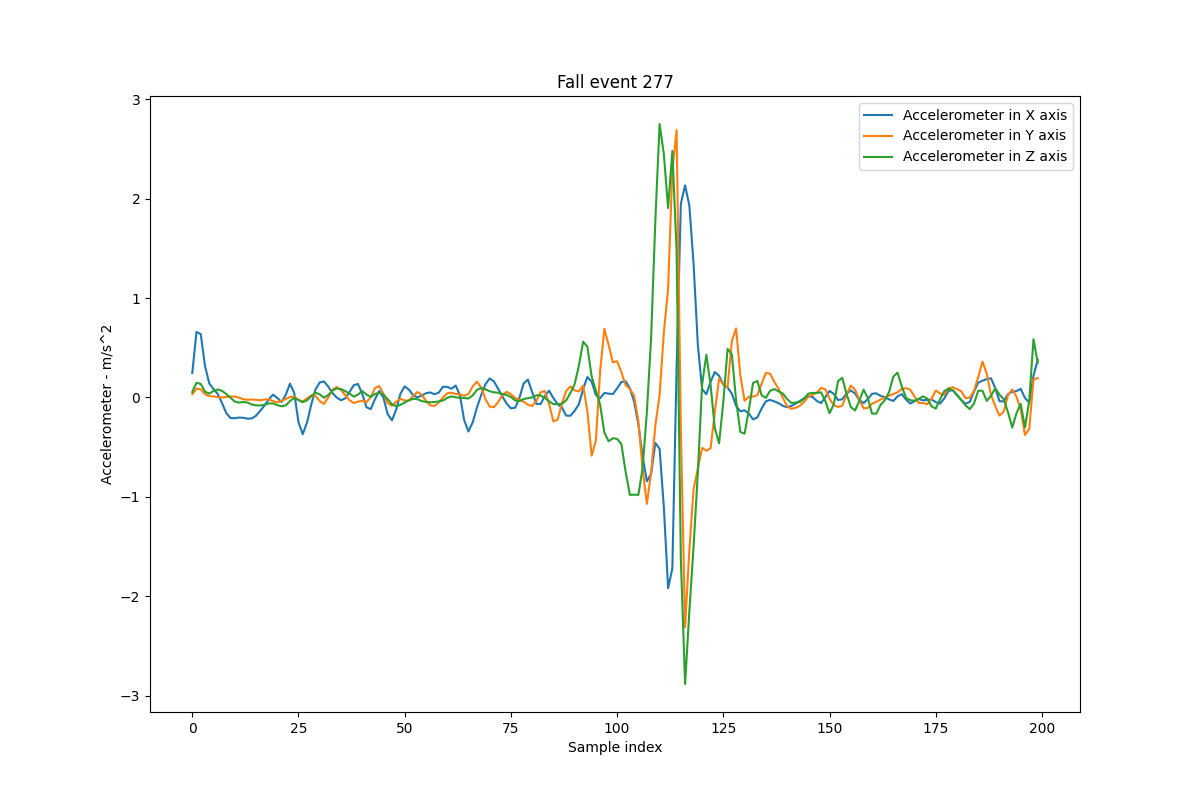 Fall event 277
Accelerometer in X axis
Accelerometer in Y axis
Accelerometer in Z axis
3
2
1
0
−1
−2
−3
Accelerometer - m/s^2
0 25 50 75 100 125 150 175 200
Sample index